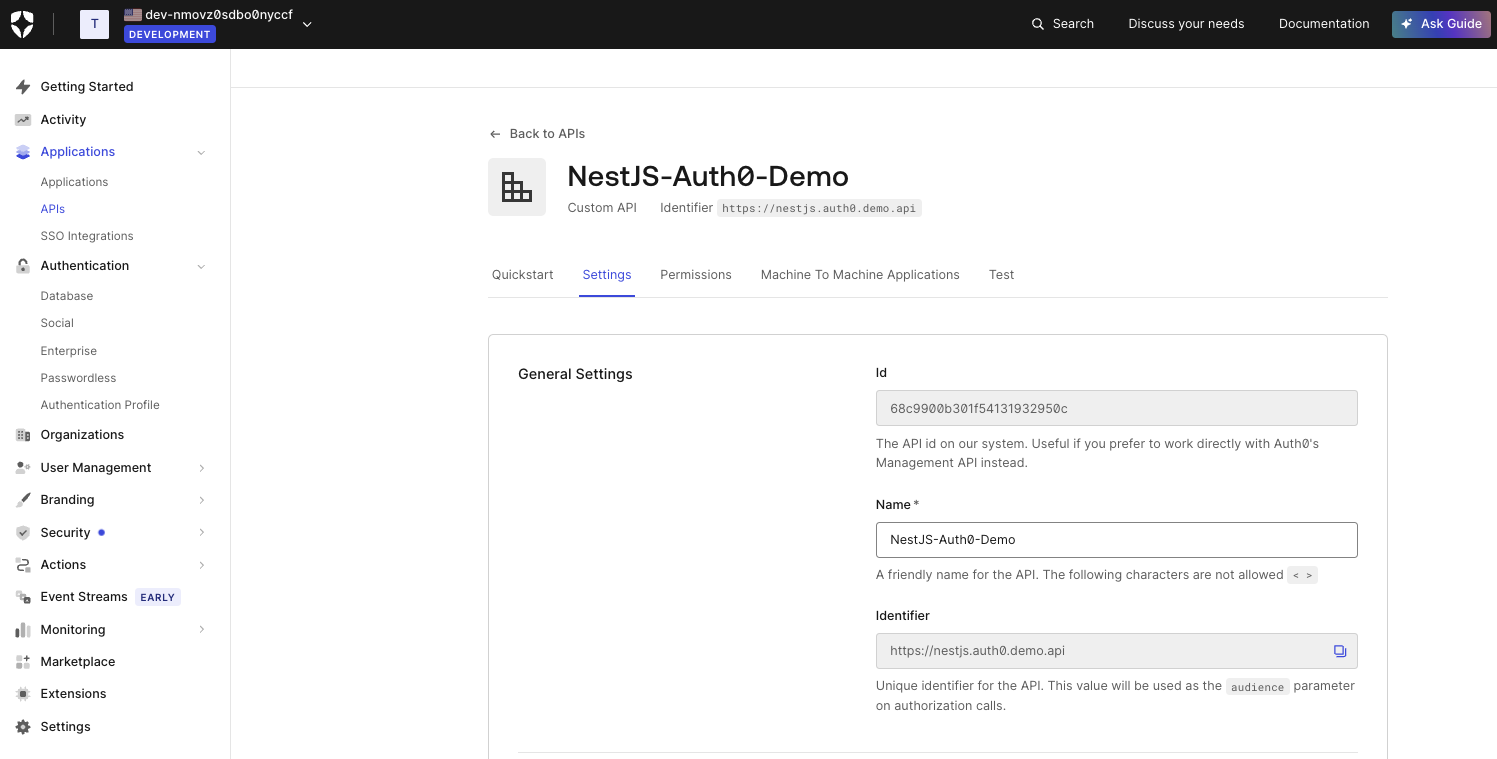 T
dev-nmovz0sdbo0nyccf
DEVELOPMENT
Search
Discuss your needs
Documentation
Ask Guide
Getting Started
Activity
Applications
Applications
APIs
SSO Integrations
Authentication
Database
Social
Enterprise
Passwordless
Authentication Profile
Organizations
User Management
Branding
Security
Actions
Event Streams EARLY
Monitoring
Marketplace
Extensions
Settings
Back to APIs
NestJS-Auth0-Demo
Custom API Identifier https://nestjs.auth0.demo.api
Quickstart Settings Permissions Machine To Machine Applications Test
General Settings
Id
68c9900b301f54131932950c
The API id on our system. Useful if you prefer to work directly with Auth0's
Management API instead.
Name *
NestJS-Auth0-Demo
A friendly name for the API. The following characters are not allowed < >
Identifier
https://nestjs.auth0.demo.api
Unique identifier for the API. This value will be used as the audience parameter
on authorization calls.